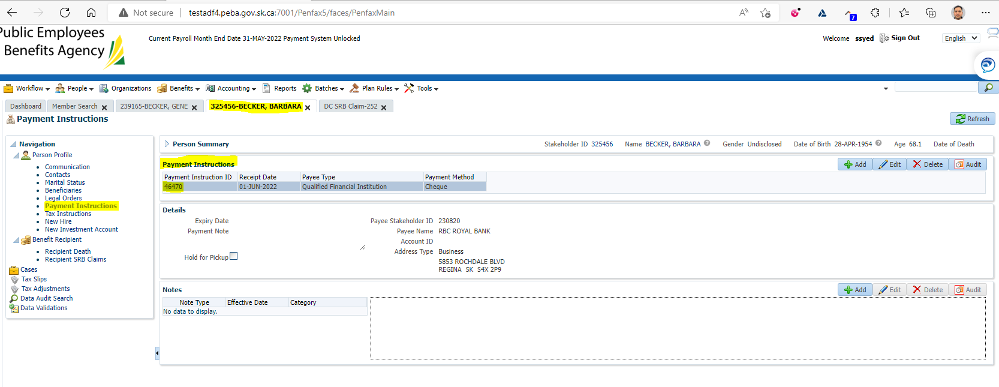 Not secure testadf4.peba.gov.sk.ca:7001/Penfax5/faces/PenfaxMain
7
Public Employees
Benefits Agency
Current Payroll Month End Date 31-MAY-2022 Payment System Unlocked
Welcome ssyed Sign Out English
Workflow People Organizations Benefits Accounting Reports Batches Plan Rules Tools
Dashboard Member Search 239165-BECKER, GENE 325456-BECKER, BARBARA DC SRB Claim-252
Payment Instructions
Refresh
Navigation
Person Profile
Communication
Contacts
Marital Status
Beneficiaries
Legal Orders
Payment Instructions
Tax Instructions
New Hire
New Investment Account
Benefit Recipient
Recipient Death
Recipient SRB Claims
Cases
Tax Slips
Tax Adjustments
Data Audit Search
Data Validations
Person Summary Stakeholder ID 325456 Name BECKER, BARBARA Gender Undisclosed Date of Birth 28-APR-1954 Age 68.1 Date of Death
Payment Instructions Add Edit Delete Audit
Payment Instruction ID Receipt Date Payee Type Payment Method
46470 01-JUN-2022 Qualified Financial Institution Cheque
Details
Expiry Date
Payment Note
Hold for Pickup
Payee Stakeholder ID 230820
Payee Name RBC ROYAL BANK
Account ID
Address Type Business
5853 ROCHDALE BLVD
REGINA SK S4X 2P9
Notes Add Edit Delete Audit
Note Type Effective Date Category
No data to display.